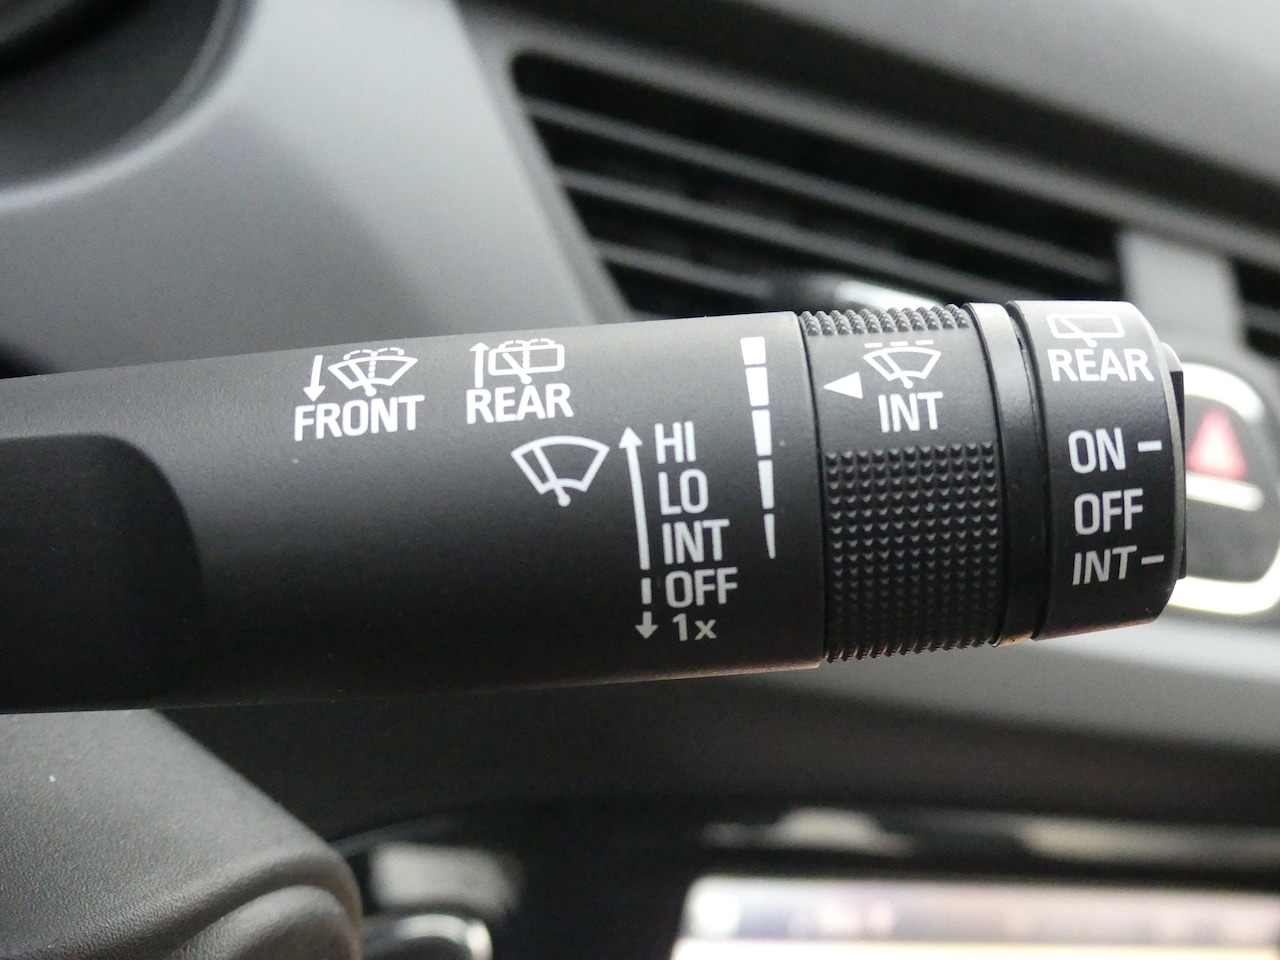 FRONT
REAR
HI
LO
INT
OFF
1x
INT
REAR
ON
OFF
INT